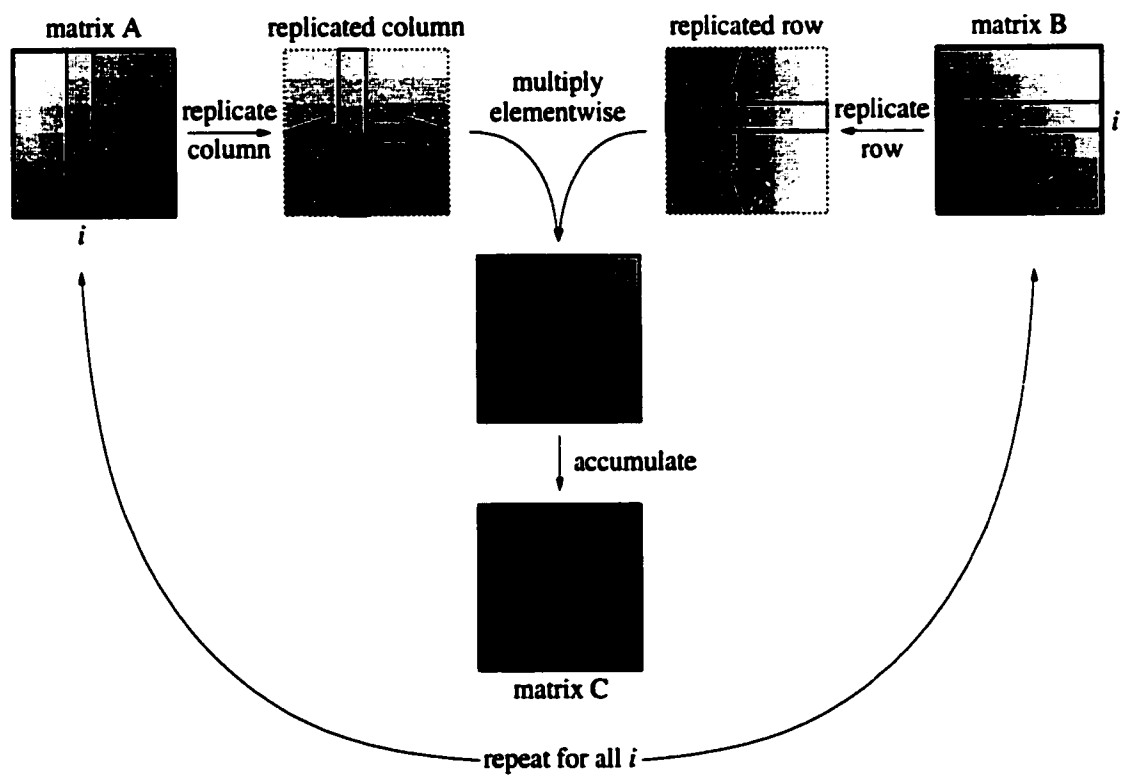 matrix A
replicated column
replicated row
matrix B
replicate
column
multiply
elementwise
replicate
row
i
i
accumulate
matrix C
repeat for all i